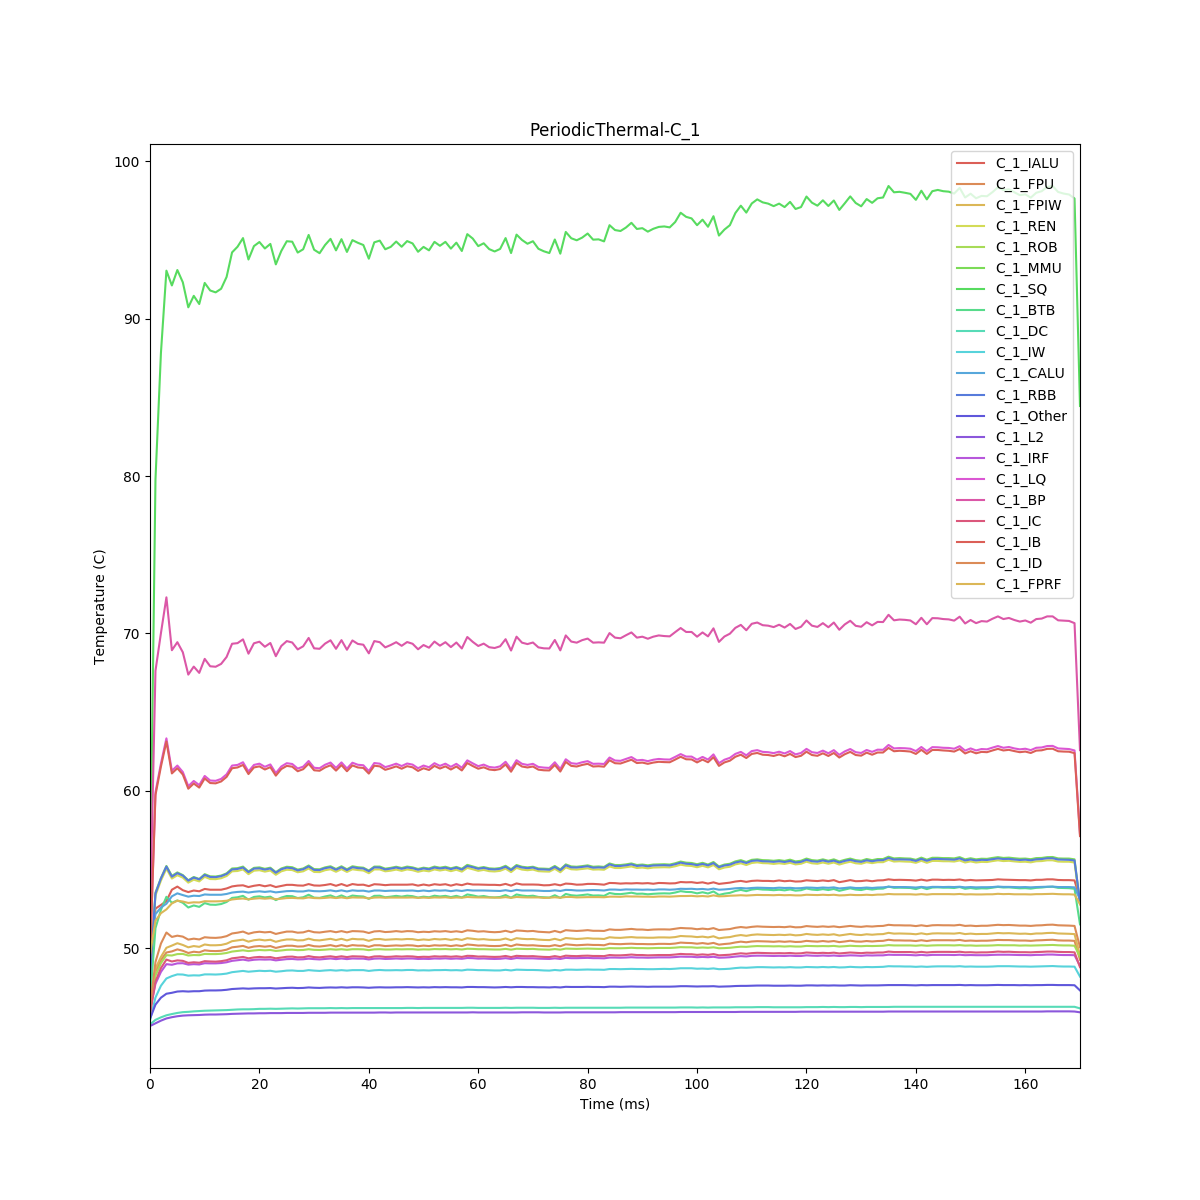 PeriodicThermal-C_1
100
90
80
70
60
50
Temperature (C)
0 20 40 60 80 100 120 140 160
Time (ms)
C_1_IALU
C_1_FPU
C_1_FPIW
C_1_REN
C_1_ROB
C_1_MMU
C_1_SQ
C_1_BTB
C_1_DC
C_1_IW
C_1_CALU
C_1_RBB
C_1_Other
C_1_L2
C_1_IRF
C_1_LQ
C_1_BP
C_1_IC
C_1_IB
C_1_ID
C_1_FPRF